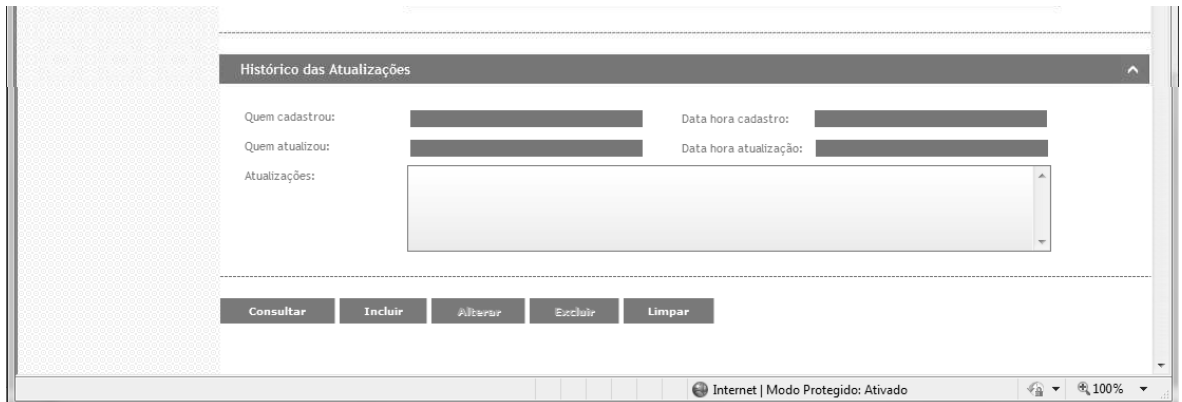 Histórico das Atualizações
Quem cadastrou: Data hora cadastro:
Quem atualizou: Data hora atualização:
Atualizações:
Consultar Incluir Alterar Excluir Limpar
Internet | Modo Protegido: Ativado 100%